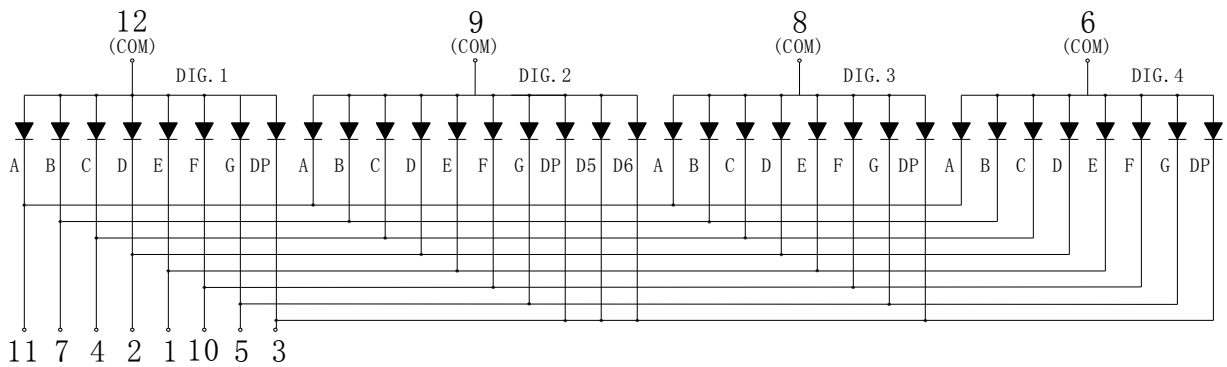 12 9 8 6
(COM) (COM) (COM) (COM)
DIG.1 DIG.2 DIG.3 DIG.4
A B C D E F G DP A B C D E F G DP D5 D6 A B C D E F G DP A B C D E F G DP
11 7 4 2 1 10 5 3